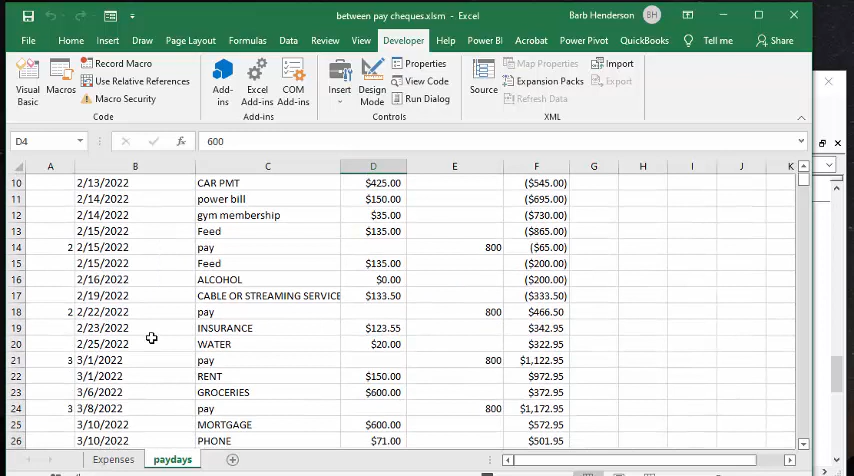 between pay cheques.xlsm - Excel Barb Henderson BH
File Home Insert Draw Page Layout Formulas Data Review View Developer Help Power BI Acrobat Power Pivot QuickBooks Tell me Share
Visual Basic Macros Record Macro Use Relative References Macro Security Add-ins Excel Add-ins COM Add-ins Insert Design Mode Properties View Code Run Dialog Source Map Properties Expansion Packs Refresh Data Import Export
Code Add-ins Controls XML
D4 fx 600
A B C D E F G H I J K
10 2/13/2022 CAR PMT $425.00 ($545.00)
11 2/14/2022 power bill $150.00 ($695.00)
12 2/14/2022 gym membership $35.00 ($730.00)
13 2/15/2022 Feed $135.00 ($865.00)
14 2 2/15/2022 pay 800 ($65.00)
15 2/15/2022 Feed $135.00 ($200.00)
16 2/16/2022 ALCOHOL $0.00 ($200.00)
17 2/19/2022 CABLE OR STREAMING SERVICE $133.50 ($333.50)
18 2 2/22/2022 pay 800 $466.50
19 2/23/2022 INSURANCE $123.55 $342.95
20 2/25/2022 WATER $20.00 $322.95
21 3 3/1/2022 pay 800 $1,122.95
22 3/1/2022 RENT $150.00 $972.95
23 3/6/2022 GROCERIES $600.00 $372.95
24 3 3/8/2022 pay 800 $1,172.95
25 3/10/2022 MORTGAGE $600.00 $572.95
26 3/10/2022 PHONE $71.00 $501.95
Expenses paydays